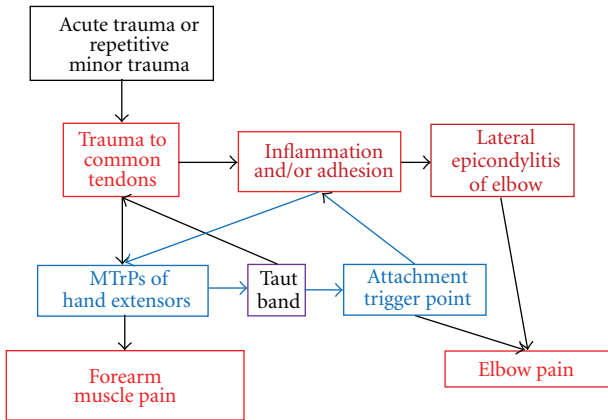 Acute trauma or
repetitive
minor trauma
Trauma to
common
tendons
Inflammation
and/or adhesion
Lateral
epicondylitis
of elbow
MTrPs of
hand extensors
Taut
band
Attachment
trigger point
Forearm
muscle pain
Elbow pain